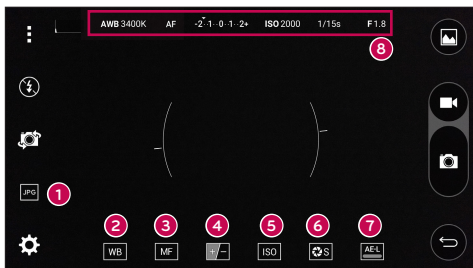 AWB 3400K AF -2··1··0··1··2+ ISO 2000 1/15s F 1.8
8
JPG 1
2 3 4 5 6 7
WB MF +/- ISO S AE-L